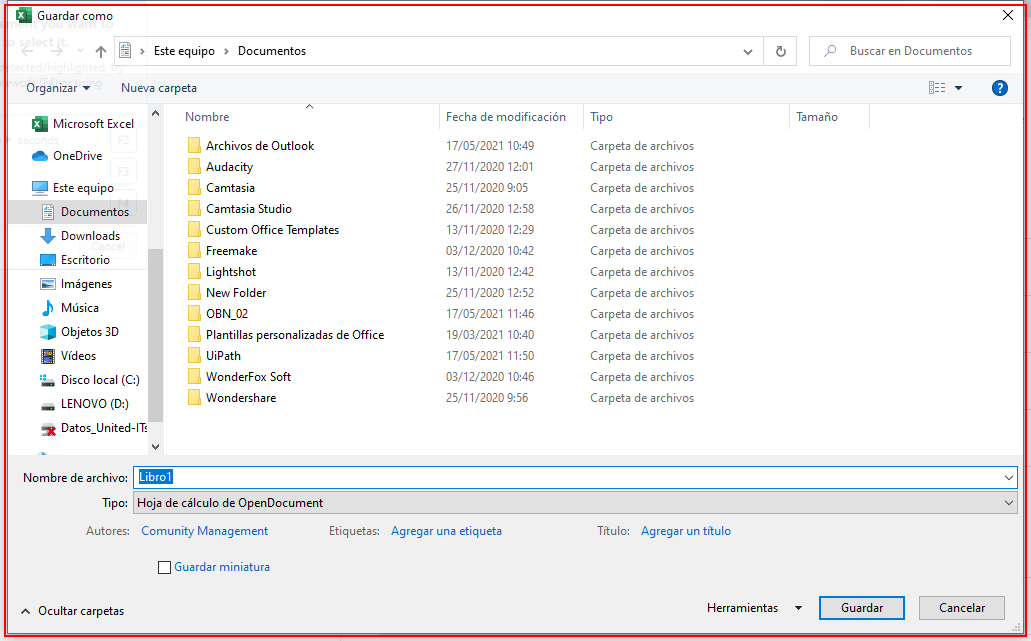 Guardar como
Este equipo > Documentos
Buscar en Documentos
Organizar
Nueva carpeta
?
Microsoft Excel
OneDrive
Este equipo
Documentos
Downloads
Escritorio
Imágenes
Música
Objetos 3D
Vídeos
Disco local (C:)
LENOVO (D:)
Datos_United-ITs
Nombre Fecha de modificación Tipo Tamaño
Archivos de Outlook 17/05/2021 10:49 Carpeta de archivos
Audacity 27/11/2020 12:01 Carpeta de archivos
Camtasia 25/11/2020 9:05 Carpeta de archivos
Camtasia Studio 26/11/2020 12:58 Carpeta de archivos
Custom Office Templates 13/11/2020 12:29 Carpeta de archivos
Freemake 03/12/2020 10:42 Carpeta de archivos
Lightshot 13/11/2020 12:42 Carpeta de archivos
New Folder 25/11/2020 12:52 Carpeta de archivos
OBN_02 17/05/2021 11:46 Carpeta de archivos
Plantillas personalizadas de Office 19/03/2021 10:40 Carpeta de archivos
UiPath 17/05/2021 11:50 Carpeta de archivos
WonderFox Soft 03/12/2020 10:46 Carpeta de archivos
Wondershare 25/11/2020 9:56 Carpeta de archivos
Nombre de archivo: Libro1
Tipo: Hoja de cálculo de OpenDocument
Autores: Comunity Management Etiquetas: Agregar una etiqueta Título: Agregar un título
Guardar miniatura
Ocultar carpetas
Herramientas
Guardar
Cancelar